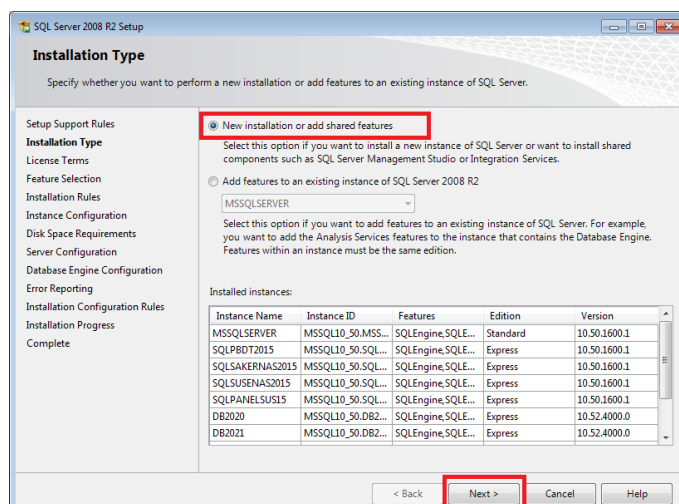 SQL Server 2008 R2 Setup
Installation Type
Specify whether you want to perform a new installation or add features to an existing instance of SQL Server.
Setup Support Rules
Installation Type
License Terms
Feature Selection
Installation Rules
Instance Configuration
Disk Space Requirements
Server Configuration
Database Engine Configuration
Error Reporting
Installation Configuration Rules
Installation Progress
Complete
New installation or add shared features
Select this option if you want to install a new instance of SQL Server or want to install shared
components such as SQL Server Management Studio or Integration Services.
Add features to an existing instance of SQL Server 2008 R2
MSSQLSERVER
Select this option if you want to add features to an existing instance of SQL Server. For example,
you want to add the Analysis Services features to the instance that contains the Database Engine.
Features within an instance must be the same edition.
Installed instances:
Instance Name Instance ID Features Edition Version
MSSQLSERVER MSSQL10_50.MSS... SQLEngine,SQLE... Standard 10.50.1600.1
SQLPBDT2015 MSSQL10_50.SQL... SQLEngine,SQLE... Express 10.50.1600.1
SQLSAKERNAS2015 MSSQL10_50.SQL... SQLEngine,SQLE... Express 10.50.1600.1
SQLSUSENAS2015 MSSQL10_50.SQL... SQLEngine,SQLE... Express 10.50.1600.1
SQLPANELSUS15 MSSQL10_50.SQL... SQLEngine,SQLE... Express 10.50.1600.1
DB2020 MSSQL10_50.DB2... SQLEngine,SQLE... Express 10.52.4000.0
DB2021 MSSQL10_50.DB2... SQLEngine,SQLE... Express 10.52.4000.0
< Back Next > Cancel Help